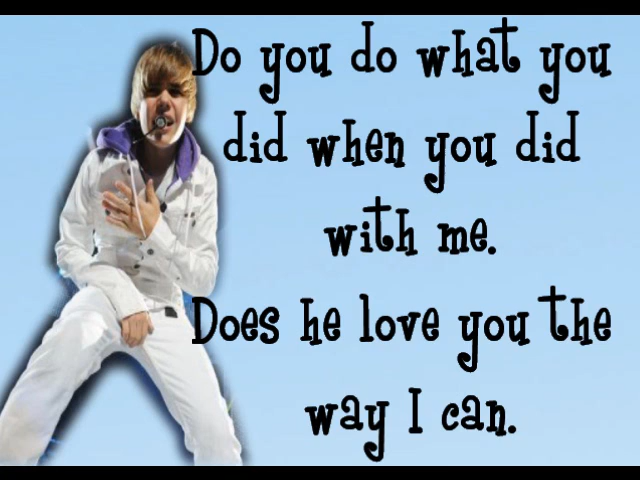 Do you do what you
did when you did
with me.
Does he love you the
way I can.